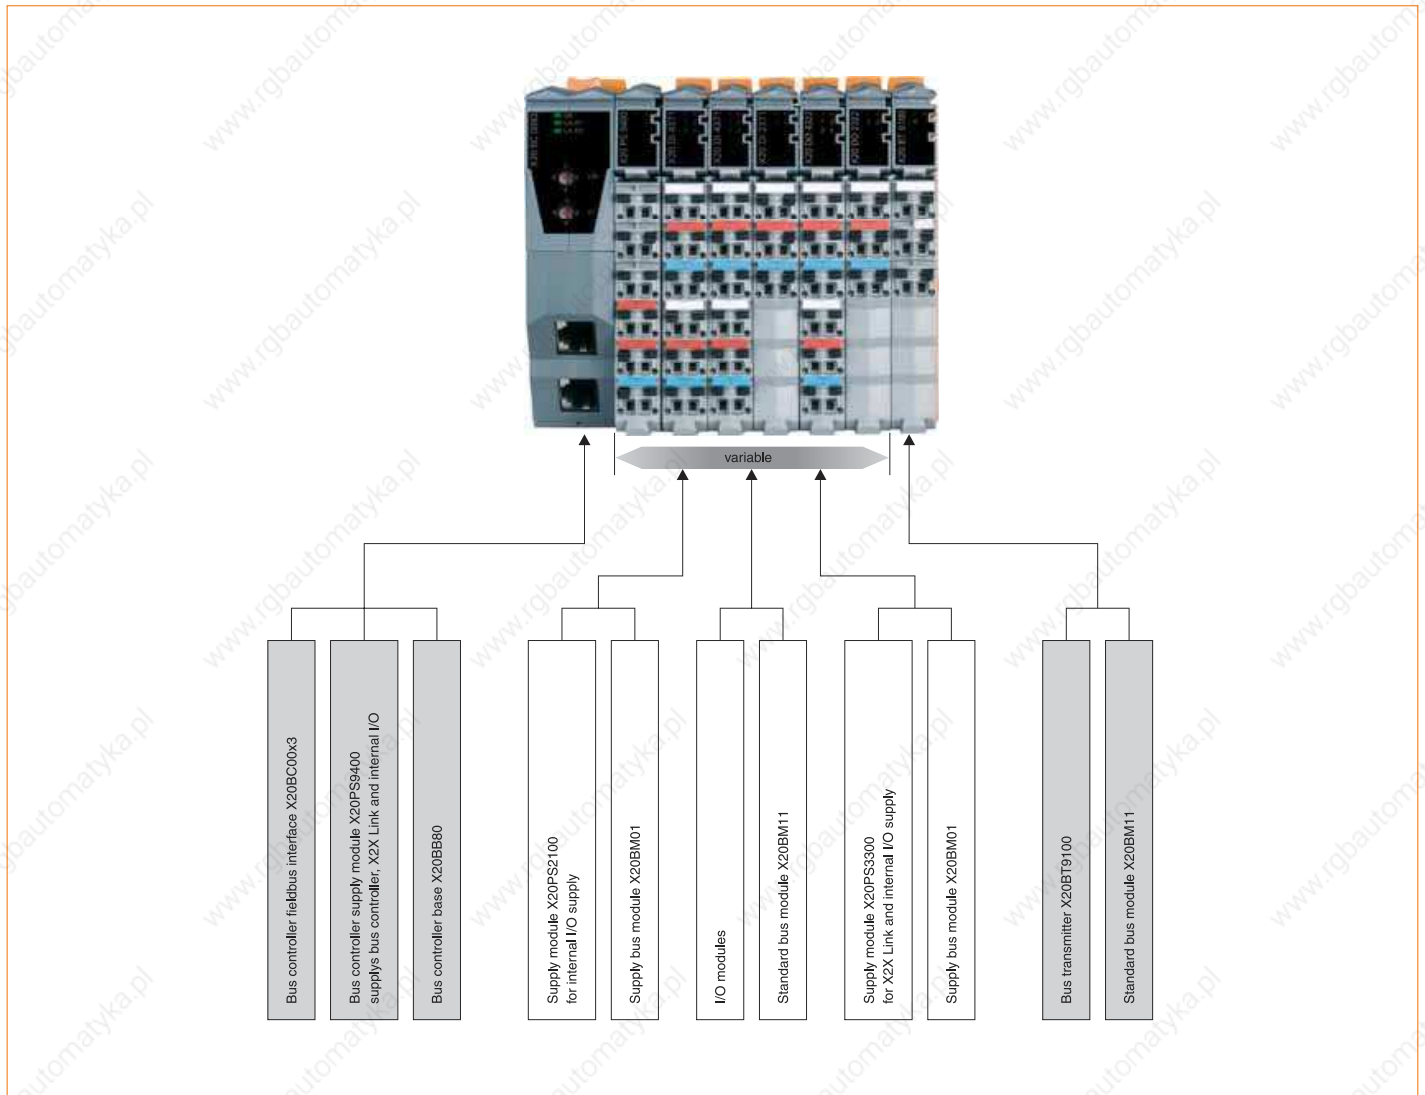 variable
Bus controller fieldbus interface X20BC00x3
Bus controller supply module X20PS9400
supplys bus controller, X2X Link and internal I/O
Bus controller base X20BB80
Supply module X20PS2100
for internal I/O supply
Supply bus module X20BM01
I/O modules
Standard bus module X20BM11
Supply module X20PS3300
for X2X Link and internal I/O supply
Supply bus module X20BM01
Bus transmitter X20BT9100
Standard bus module X20BM11
www.rgbautomatyka.pl